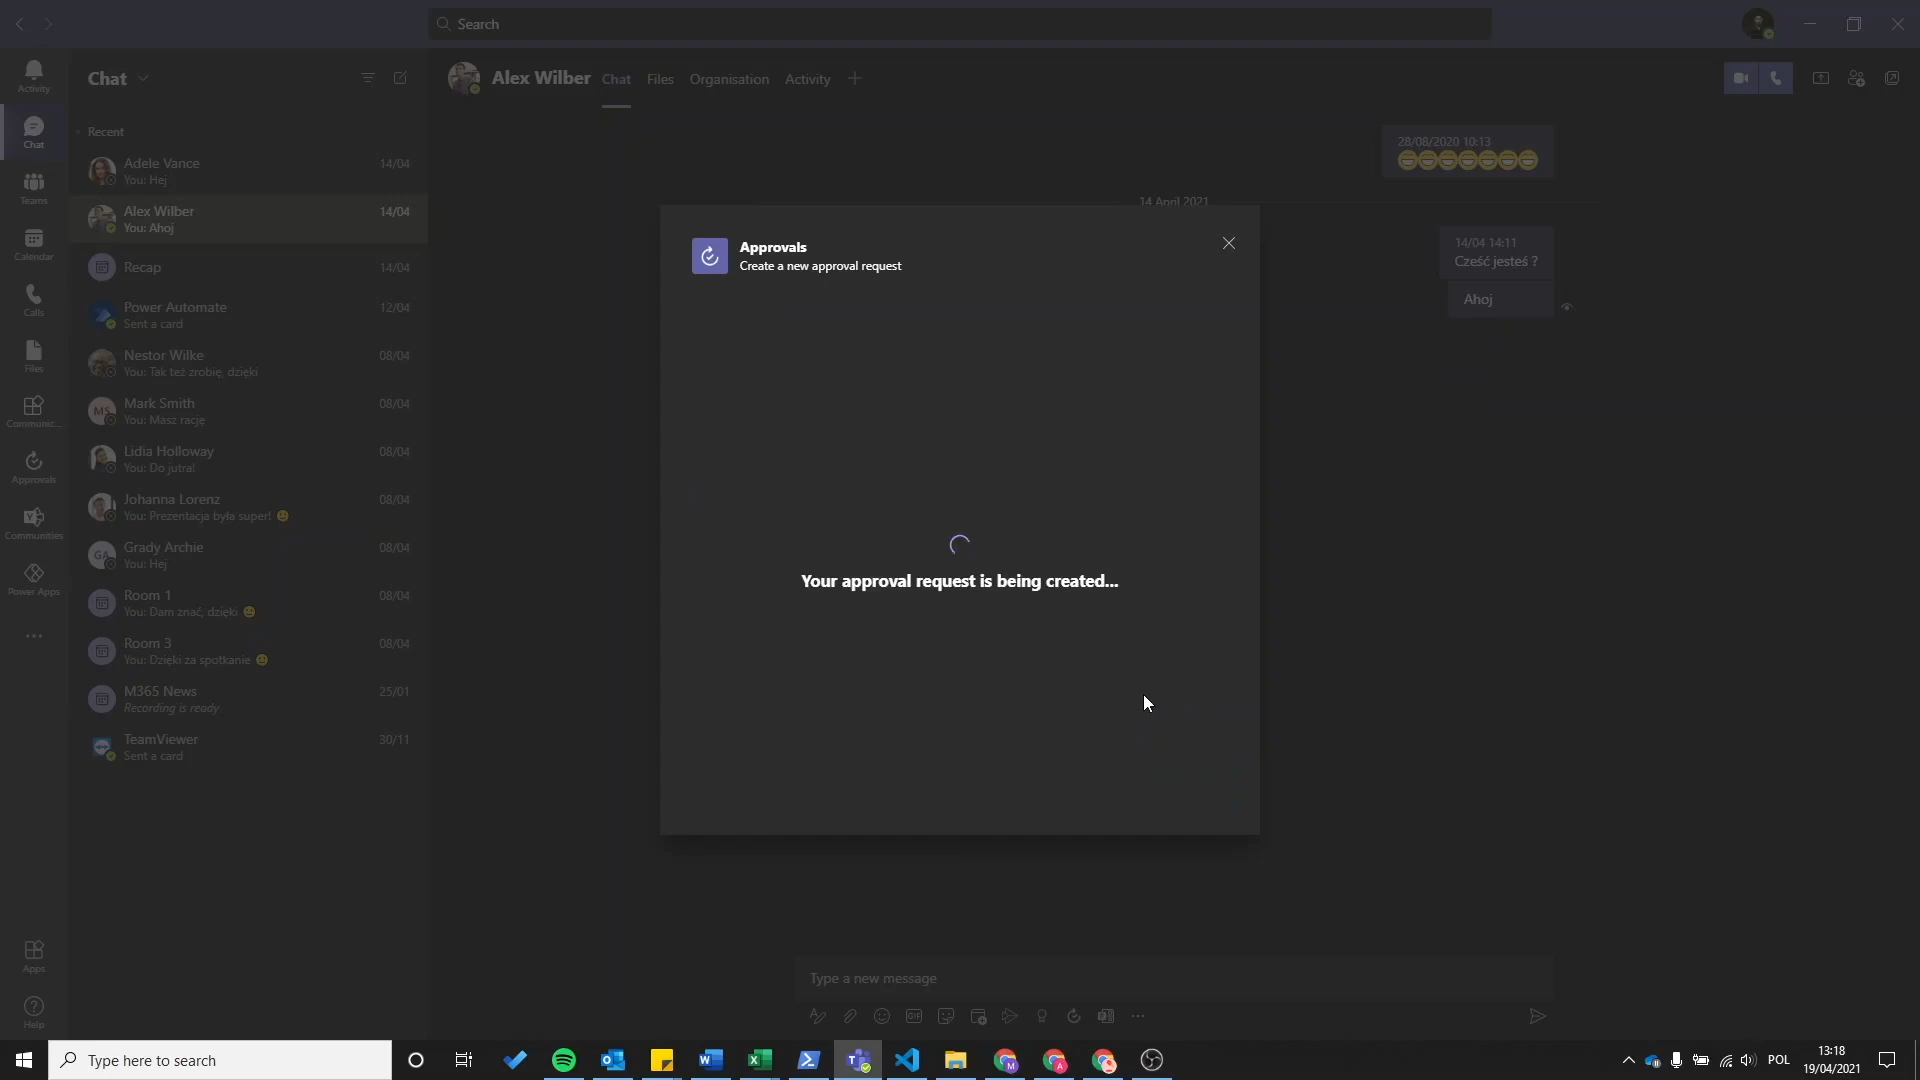 Search
Activity
Chat
Teams
Calendar
Calls
Files
Communic...
Approvals
Communities
Power Apps
Apps
Help
Chat
Recent
Adele Vance 14/04
You: Hej
Alex Wilber 14/04
You: Ahoj
Recap 14/04
Power Automate 12/04
Sent a card
Nestor Wilke 08/04
You: Tak też zrobię, dzięki
MS
Mark Smith 08/04
You: Masz rację
Lidia Holloway 08/04
You: Do jutra!
Johanna Lorenz 08/04
You: Prezentacja była super!
GA
Grady Archie 08/04
You: Hej
Room 1 08/04
You: Dam znać, dzięki
Room 3 08/04
You: Dzięki za spotkanie
M365 News 25/01
Recording is ready
TeamViewer 30/11
Sent a card
Alex Wilber Chat Files Organisation Activity
28/08/2020 10:13
14 April 2021
14/04 14:11
Cześć jesteś ?
Ahoj
Approvals
Create a new approval request
Your approval request is being created...
Type a new message
GIF
Type here to search
POL
13:18
19/04/2021